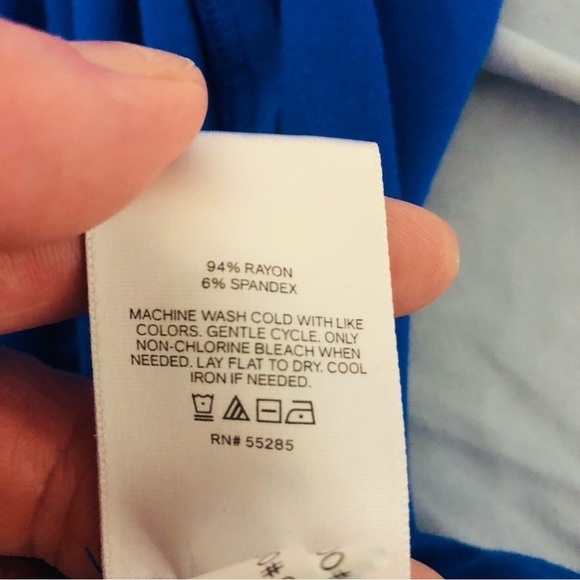 94% RAYON
6% SPANDEX
MACHINE WASH COLD WITH LIKE
COLORS. GENTLE CYCLE. ONLY
NON-CHLORINE BLEACH WHEN
NEEDED. LAY FLAT TO DRY. COOL
IRON IF NEEDED.
RN# 55285